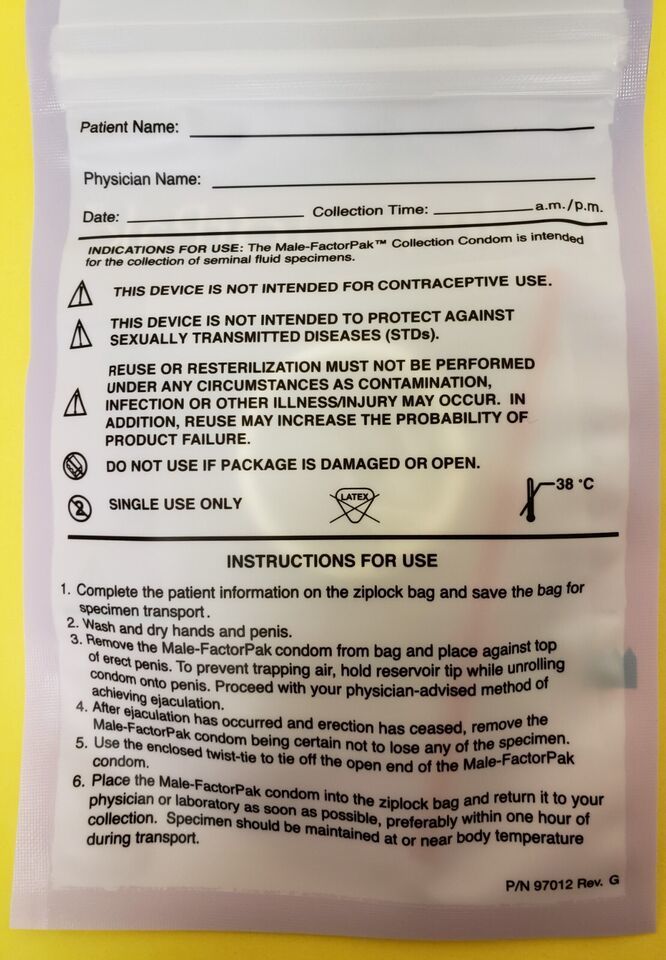 Patient Name:
Physician Name:
Date: Collection Time: a.m./p.m.
INDICATIONS FOR USE: The Male-FactorPak™ Collection Condom is intended
for the collection of seminal fluid specimens.
THIS DEVICE IS NOT INTENDED FOR CONTRACEPTIVE USE.
THIS DEVICE IS NOT INTENDED TO PROTECT AGAINST
SEXUALLY TRANSMITTED DISEASES (STDs).
REUSE OR RESTERILIZATION MUST NOT BE PERFORMED
UNDER ANY CIRCUMSTANCES AS CONTAMINATION,
INFECTION OR OTHER ILLNESS/INJURY MAY OCCUR. IN
ADDITION, REUSE MAY INCREASE THE PROBABILITY OF
PRODUCT FAILURE.
DO NOT USE IF PACKAGE IS DAMAGED OR OPEN.
2 SINGLE USE ONLY LATEX 38 °C
INSTRUCTIONS FOR USE
1. Complete the patient information on the ziplock bag and save the bag for
specimen transport.
2. Wash and dry hands and penis.
3. Remove the Male-FactorPak condom from bag and place against top
of erect penis. To prevent trapping air, hold reservoir tip while unrolling
condom onto penis. Proceed with your physician-advised method of
achieving ejaculation.
4. After ejaculation has occurred and erection has ceased, remove the
Male-FactorPak condom being certain not to lose any of the specimen.
5. Use the enclosed twist-tie to tie off the open end of the Male-FactorPak
condom.
6. Place the Male-FactorPak condom into the ziplock bag and return it to your
physician or laboratory as soon as possible, preferably within one hour of
collection. Specimen should be maintained at or near body temperature
during transport.
P/N 97012 Rev. G